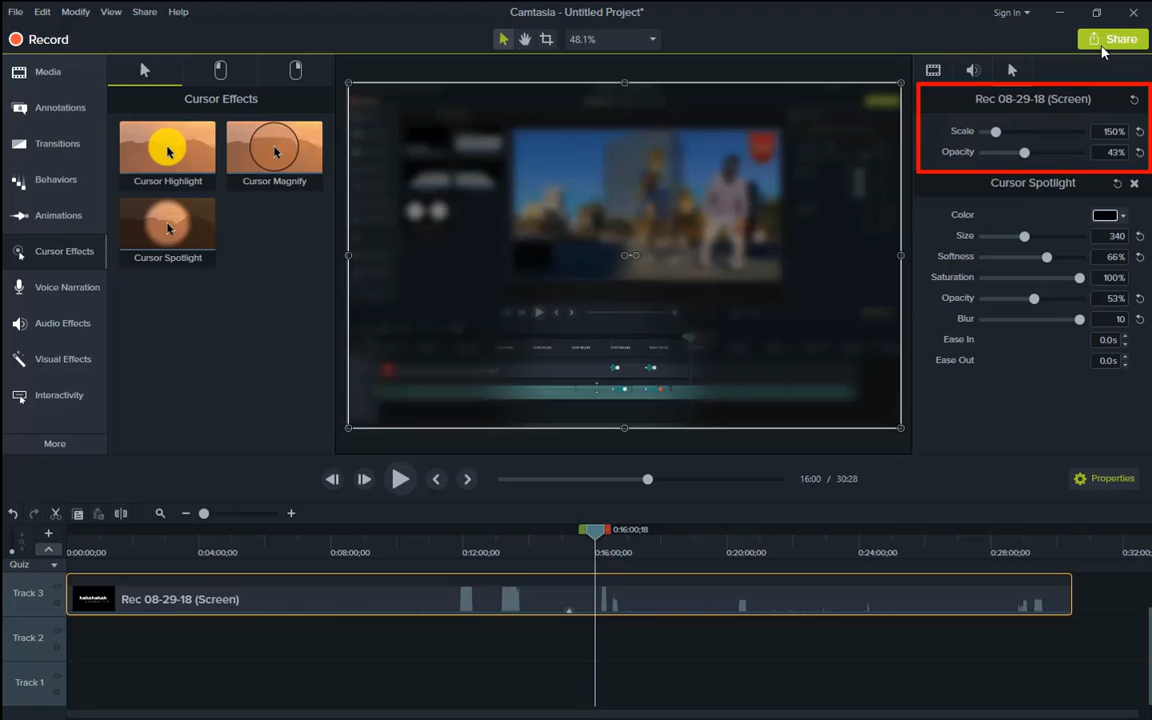 File Edit Modify View Share Help
Camtasia - Untitled Project*
Sign In
Record
48.1%
Share
Media
Annotations
Transitions
Behaviors
Animations
Cursor Effects
Voice Narration
Audio Effects
Visual Effects
Interactivity
More
Cursor Effects
Cursor Highlight
Cursor Magnify
Cursor Spotlight
Rec 08-29-18 (Screen)
Scale 150%
Opacity 43%
Cursor Spotlight
Color
Size 340
Softness 66%
Saturation 100%
Opacity 53%
Blur 10
Ease In 0.0s
Ease Out 0.0s
16:00 / 30:28
Properties
0:16:00;18
0:00:00;00 0:04:00;00 0:08:00;00 0:12:00;00 0:16:00;00 0:20:00;00 0:24:00;00 0:28:00;00 0:32:00;
Quiz
Track 3
hahahahah
Rec 08-29-18 (Screen)
Track 2
Track 1